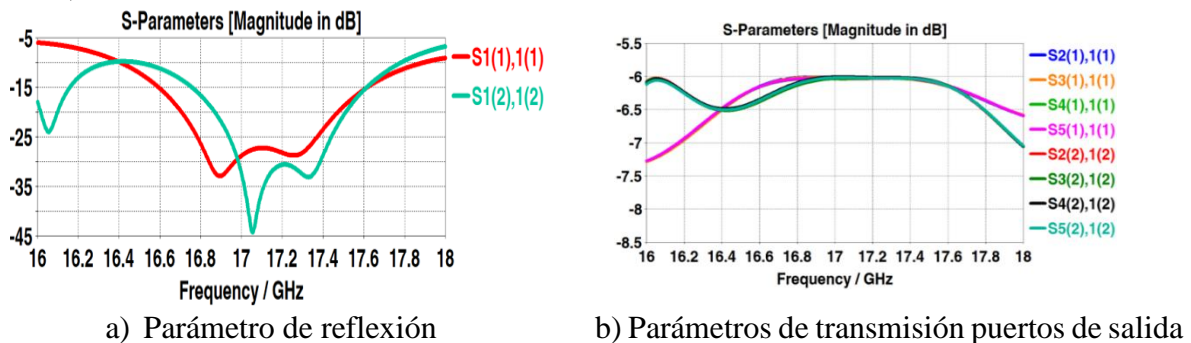 S-Parameters [Magnitude in dB]
-5
-15
-25
-35
-45
16 16.2 16.4 16.6 16.8 17 17.2 17.4 17.6 17.8 18
Frequency / GHz
S1(1),1(1)
S1(2),1(2)
a) Parámetro de reflexión
S-Parameters [Magnitude in dB]
-5.5
-6
-6.5
-7
-7.5
-8
-8.5
16 16.2 16.4 16.6 16.8 17 17.2 17.4 17.6 17.8 18
Frequency / GHz
S2(1),1(1)
S3(1),1(1)
S4(1),1(1)
S5(1),1(1)
S2(2),1(2)
S3(2),1(2)
S4(2),1(2)
S5(2),1(2)
b) Parámetros de transmisión puertos de salida